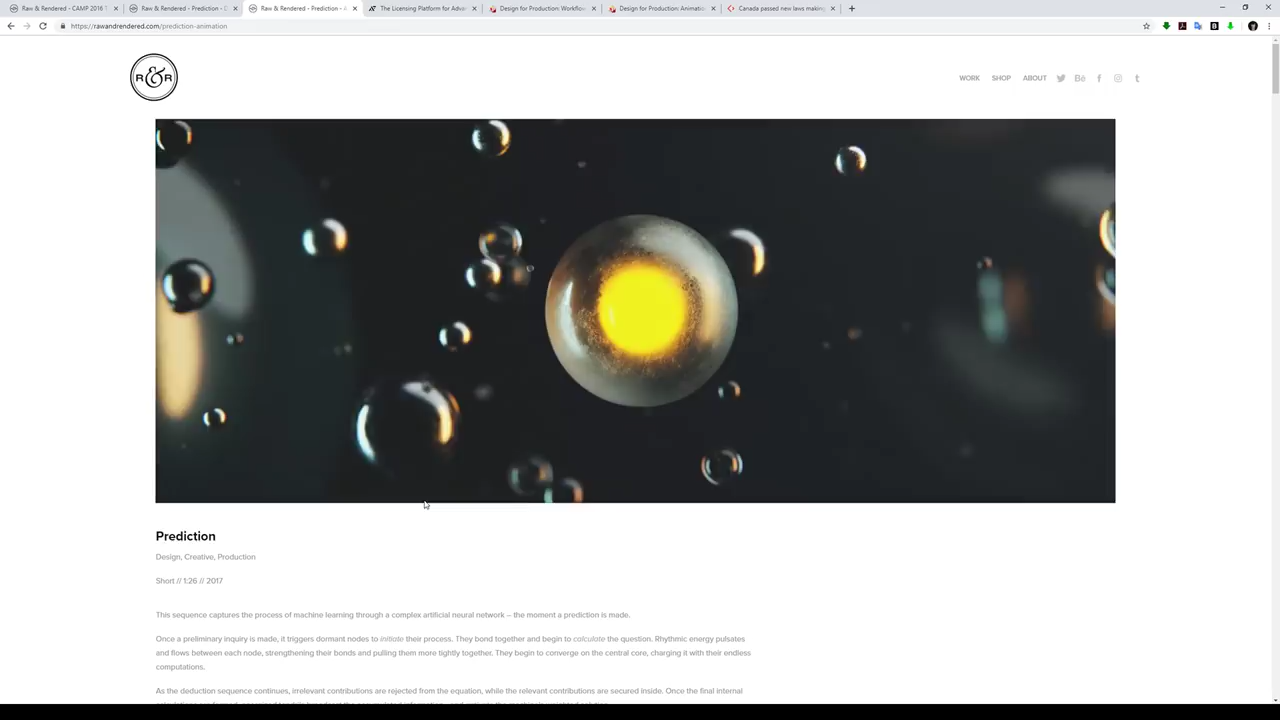 Raw & Rendered - CAMP 2016 T
Raw & Rendered - Prediction - D
Raw & Rendered - Prediction - A
The Licensing Platform for Adva
Design for Production: Workflow
Design for Production: Animatio
Canada passed new laws making
https://rawandrendered.com/prediction-animation
R&R
WORK SHOP ABOUT
Prediction
Design, Creative, Production
Short // 1:26 // 2017
This sequence captures the process of machine learning through a complex artificial neural network – the moment a prediction is made.
Once a preliminary inquiry is made, it triggers dormant nodes to initiate their process. They bond together and begin to calculate the question. Rhythmic energy pulsates
and flows between each node, strengthening their bonds and pulling them more tightly together. They begin to converge on the central core, charging it with their endless
computations.
As the deduction sequence continues, irrelevant contributions are rejected from the equation, while the relevant contributions are secured inside. Once the final internal